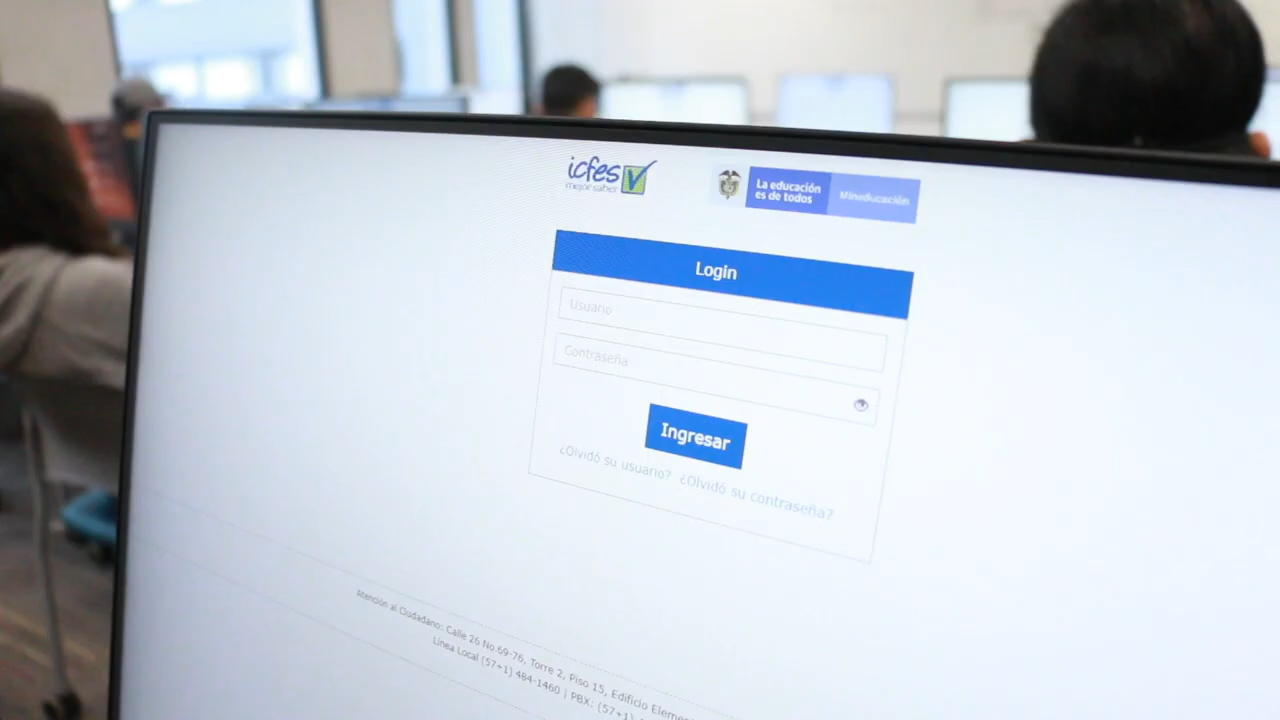 icfes
mejor saber
La educación
es de todos
Mineducación
Login
Usuario
Contraseña
Ingresar
¿Olvidó su usuario? ¿Olvidó su contraseña?
Atención al Ciudadano: Calle 26 No.69-76, Torre 2, Piso 15, Edificio Eleme
Línea Local (57+1) 484-1460 | PBX: (57+1)